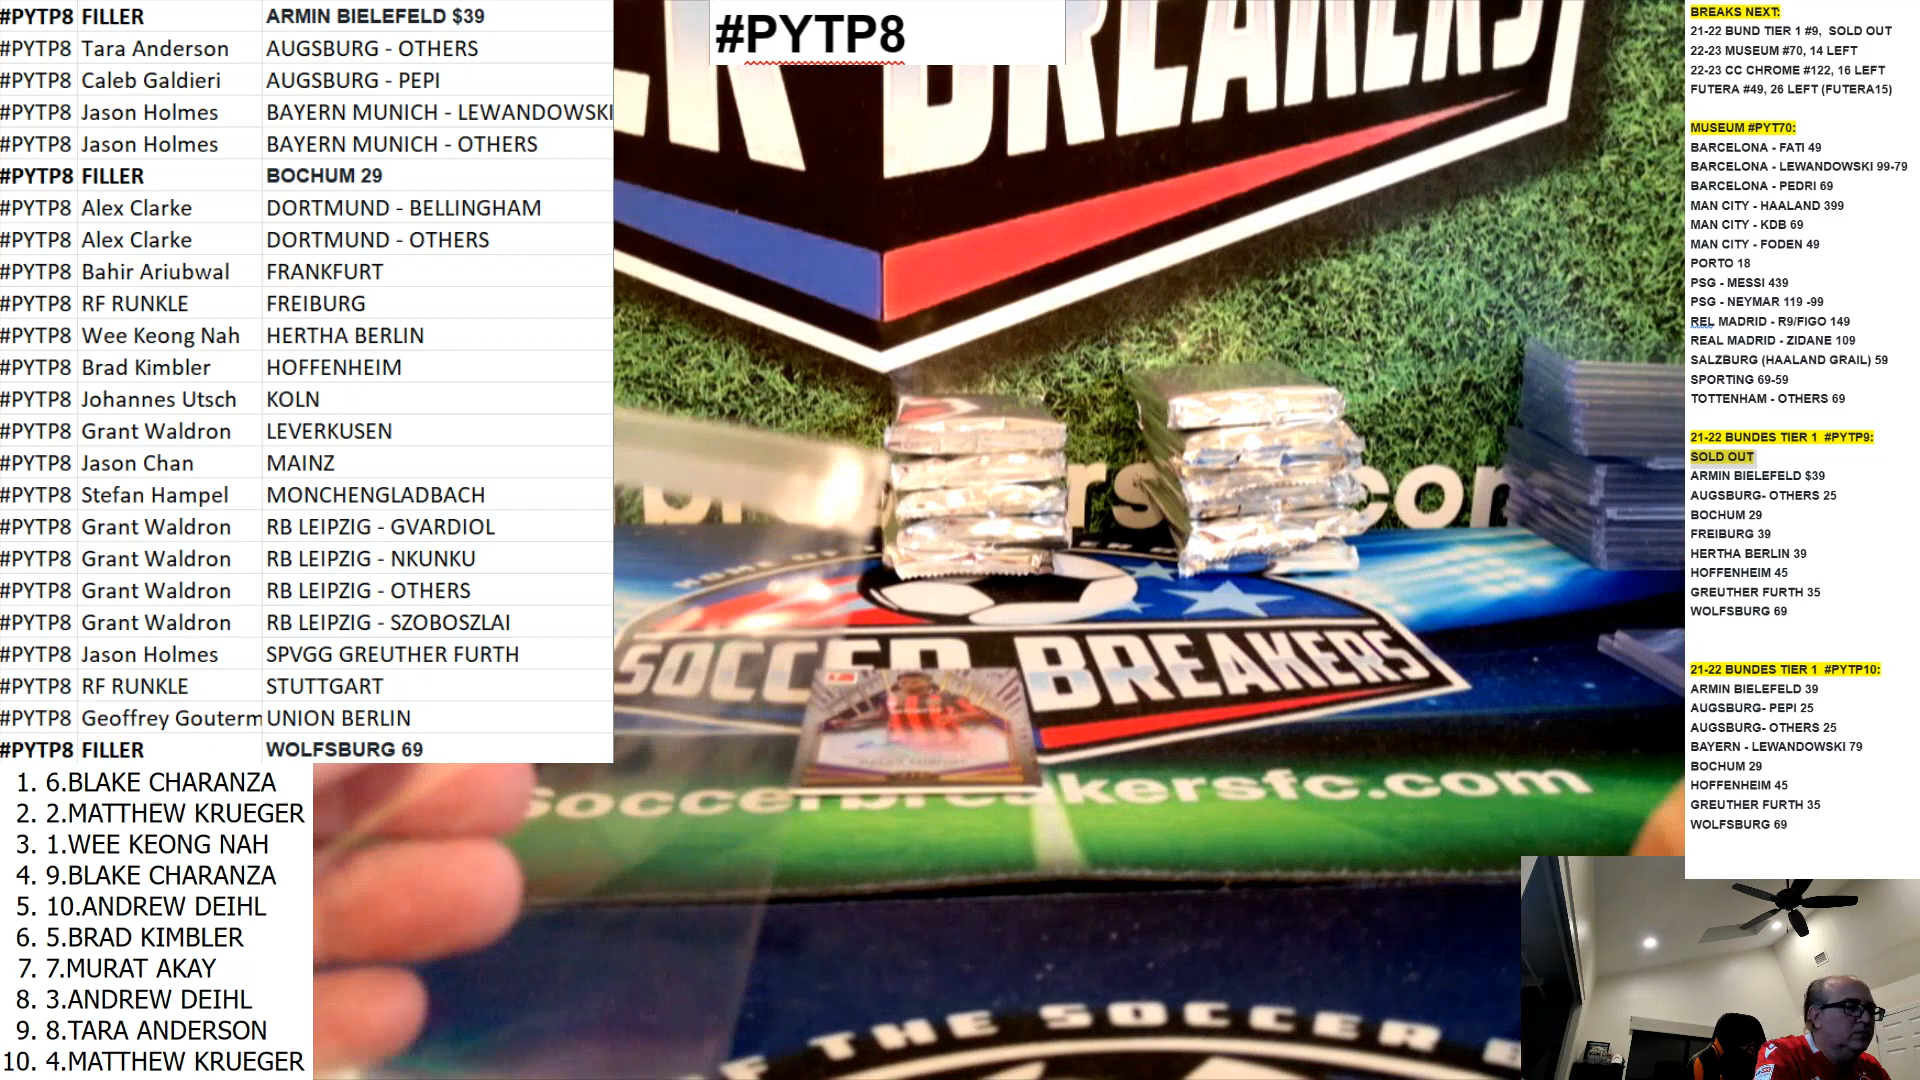 #PYTP8 FILLER ARMIN BIELEFELD $39
#PYTP8 Tara Anderson AUGSBURG - OTHERS
#PYTP8 Caleb Galdieri AUGSBURG - PEPI
#PYTP8 Jason Holmes BAYERN MUNICH - LEWANDOWSKI
#PYTP8 Jason Holmes BAYERN MUNICH - OTHERS
#PYTP8 FILLER BOCHUM 29
#PYTP8 Alex Clarke DORTMUND - BELLINGHAM
#PYTP8 Alex Clarke DORTMUND - OTHERS
#PYTP8 Bahir Ariubwal FRANKFURT
#PYTP8 RF RUNKLE FREIBURG
#PYTP8 Wee Keong Nah HERTHA BERLIN
#PYTP8 Brad Kimbler HOFFENHEIM
#PYTP8 Johannes Utsch KOLN
#PYTP8 Grant Waldron LEVERKUSEN
#PYTP8 Jason Chan MAINZ
#PYTP8 Stefan Hampel MONCHENGLADBACH
#PYTP8 Grant Waldron RB LEIPZIG - GVARDIOL
#PYTP8 Grant Waldron RB LEIPZIG - NKUNKU
#PYTP8 Grant Waldron RB LEIPZIG - OTHERS
#PYTP8 Grant Waldron RB LEIPZIG - SZOBOSZLAI
#PYTP8 Jason Holmes SPVGG GREUTHER FURTH
#PYTP8 RF RUNKLE STUTTGART
#PYTP8 Geoffrey Gouterm UNION BERLIN
#PYTP8 FILLER WOLFSBURG 69
1. 6.BLAKE CHARANZA
2. 2.MATTHEW KRUEGER
3. 1.WEE KEONG NAH
4. 9.BLAKE CHARANZA
5. 10.ANDREW DEIHL
6. 5.BRAD KIMBLER
7. 7.MURAT AKAY
8. 3.ANDREW DEIHL
9. 8.TARA ANDERSON
10. 4.MATTHEW KRUEGER
#PYTP8
BREAKERS
SOCCER BREAKERS
soccerbreakersfc.com
THE SOCCER
BREAKS NEXT:
21-22 BUND TIER 1 #9, SOLD OUT
22-23 MUSEUM #70, 14 LEFT
22-23 CC CHROME #122, 16 LEFT
FUTERA #49, 26 LEFT (FUTERA15)
MUSEUM #PYT70:
BARCELONA - FATI 49
BARCELONA - LEWANDOWSKI 99-79
BARCELONA - PEDRI 69
MAN CITY - HAALAND 399
MAN CITY - KDB 69
MAN CITY - FODEN 49
PORTO 18
PSG - MESSI 439
PSG - NEYMAR 119 -99
REL MADRID - R9/FIGO 149
REAL MADRID - ZIDANE 109
SALZBURG (HAALAND GRAIL) 59
SPORTING 69-59
TOTTENHAM - OTHERS 69
21-22 BUNDES TIER 1 #PYTP9:
SOLD OUT
ARMIN BIELEFELD $39
AUGSBURG- OTHERS 25
BOCHUM 29
FREIBURG 39
HERTHA BERLIN 39
HOFFENHEIM 45
GREUTHER FURTH 35
WOLFSBURG 69
21-22 BUNDES TIER 1 #PYTP10:
ARMIN BIELEFELD 39
AUGSBURG- PEPI 25
AUGSBURG- OTHERS 25
BAYERN - LEWANDOWSKI 79
BOCHUM 29
HOFFENHEIM 45
GREUTHER FURTH 35
WOLFSBURG 69